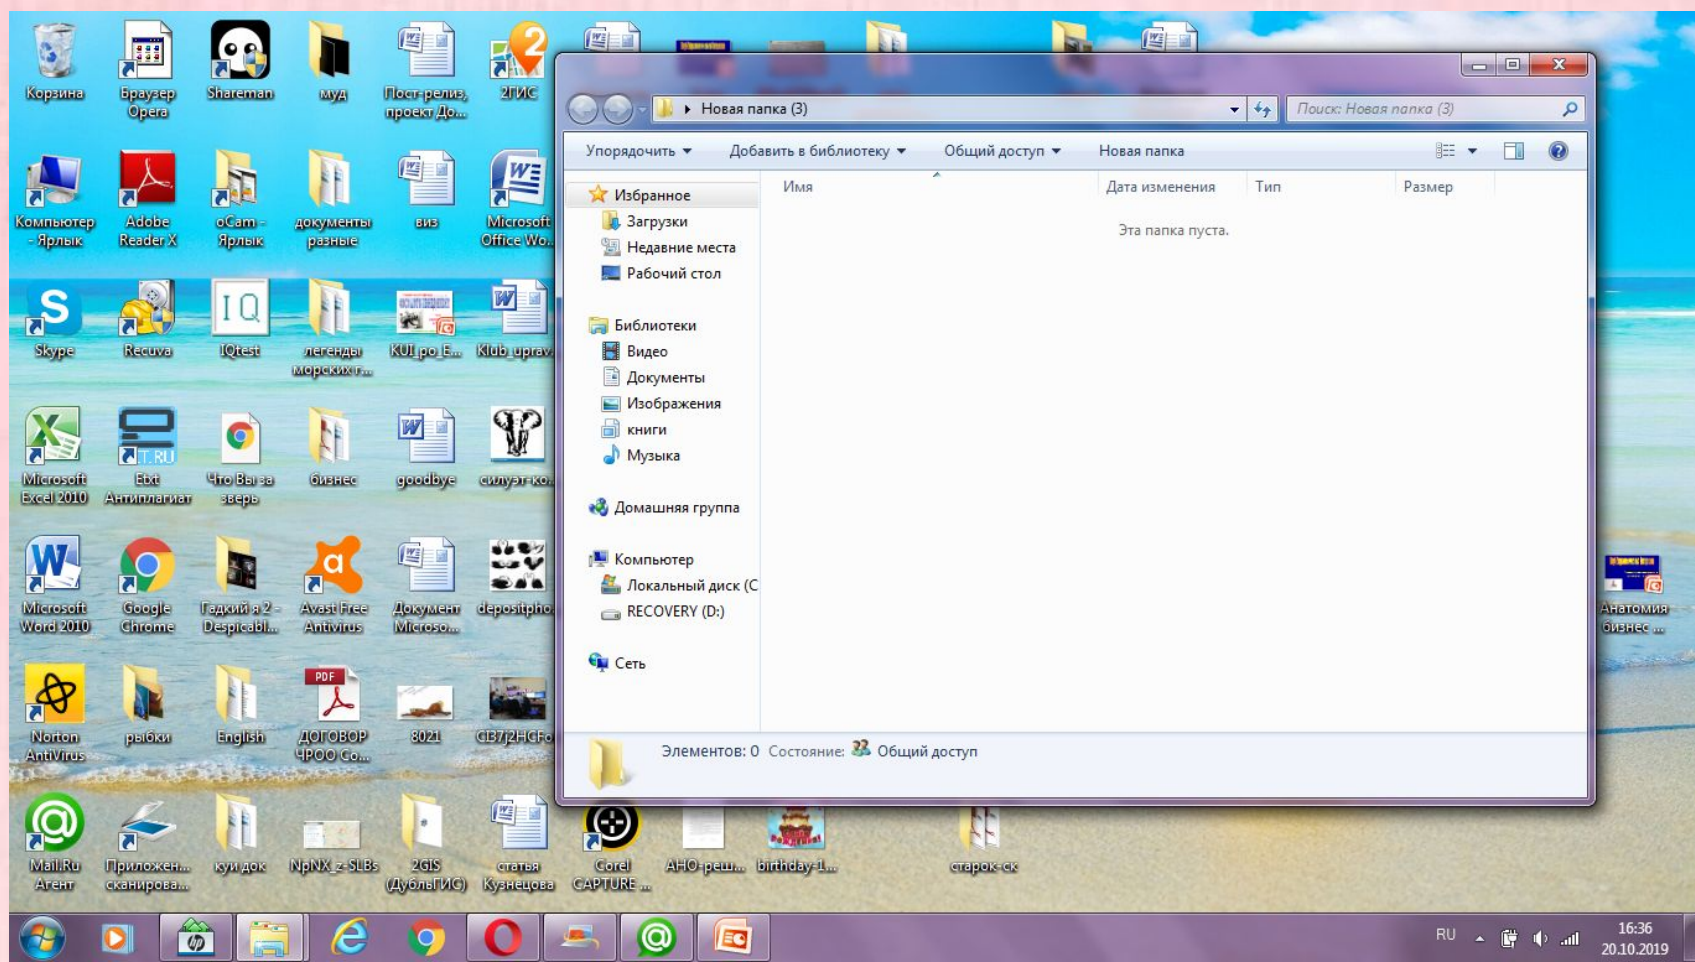 Корзина
Браузер
Opera
Shareman
муд
Пост-релиз,
проект До...
2ГИС
Компьютер
- Ярлык
Adobe
Reader X
oCam -
Ярлык
документы
разные
виз
Microsoft
Office Wo...
Skype
Recuva
IQ
IQtest
легенды
морских г...
KUI_po_E...
Klub_uprav.
Microsoft
Excel 2010
IT.RU
Etxt
Антиплагиат
Что Вы за
зверь
бизнес
goodbye
силуэт-ко..
Microsoft
Word 2010
Google
Chrome
Гадкий я 2 -
Despicabl...
Avast Free
Antivirus
Документ
Microso...
depositpho.
Norton
AntiVirus
рыбки
English
PDF
ДОГОВОР
ЧРОО Со...
8021
Ci37j2HCFo
Mail.Ru
Агент
Приложен...
сканирова...
куи док
NpNX_z-SLBs
2GIS
(ДубльГИС)
статья
Кузнецова
Corel
CAPTURE ...
АНО-реш...
birthday-1...
старок-ск
Анатомия
бизнес ...
Новая папка (3)
Поиск: Новая папка (3)
Упорядочить
Добавить в библиотеку
Общий доступ
Новая папка
Имя
Дата изменения
Тип
Размер
Эта папка пуста.
Избранное
Загрузки
Недавние места
Рабочий стол
Библиотеки
Видео
Документы
Изображения
книги
Музыка
Домашняя группа
Компьютер
Локальный диск (C
RECOVERY (D:)
Сеть
Элементов: 0 Состояние: Общий доступ
hp
RU
16:36
20.10.2019